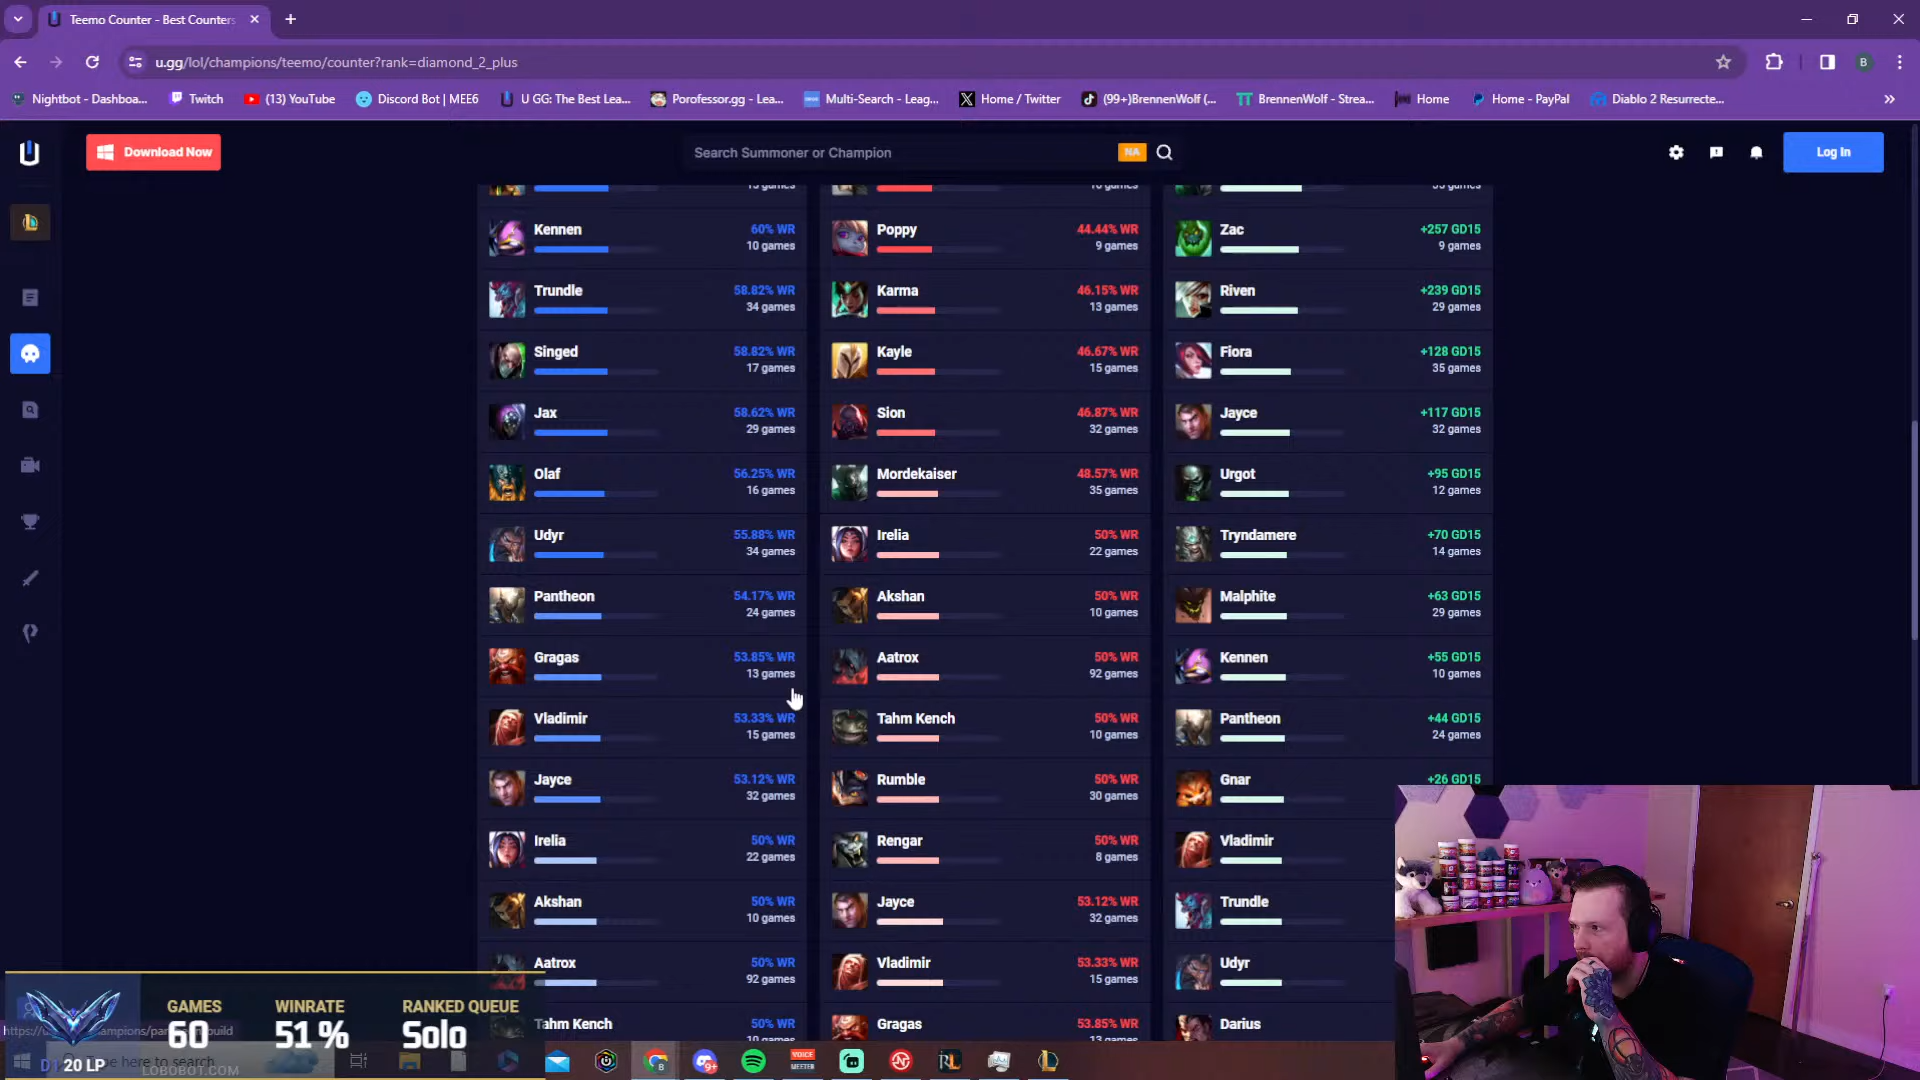 Teemo Counter - Best Counters
u.gg/lol/champions/teemo/counter?rank=diamond_2_plus
B
Nightbot - Dashboa...
Twitch
(13) YouTube
Discord Bot | MEE6
U GG: The Best Lea...
Porofessor.gg - Lea...
Multi-Search - Leag...
Home / Twitter
(99+)BrennenWolf (...
BrennenWolf - Strea...
Home
Home - PayPal
Diablo 2 Resurrecte...
Download Now
Search Summoner or Champion
NA
Log In
Kennen
60% WR
10 games
Trundle
58.82% WR
34 games
Singed
58.82% WR
17 games
Jax
58.62% WR
29 games
Olaf
56.25% WR
16 games
Udyr
55.88% WR
34 games
Pantheon
54.17% WR
24 games
Gragas
53.85% WR
13 games
Vladimir
53.33% WR
15 games
Jayce
53.12% WR
32 games
Irelia
50% WR
22 games
Akshan
50% WR
10 games
Aatrox
50% WR
92 games
Tahm Kench
50% WR
Poppy
44.44% WR
9 games
Karma
46.15% WR
13 games
Kayle
46.67% WR
15 games
Sion
46.87% WR
32 games
Mordekaiser
48.57% WR
35 games
Irelia
50% WR
22 games
Akshan
50% WR
10 games
Aatrox
50% WR
92 games
Tahm Kench
50% WR
10 games
Rumble
50% WR
30 games
Rengar
50% WR
8 games
Jayce
53.12% WR
32 games
Vladimir
53.33% WR
15 games
Gragas
53.85% WR
Zac
+257 GD15
9 games
Riven
+239 GD15
29 games
Fiora
+128 GD15
35 games
Jayce
+117 GD15
32 games
Urgot
+95 GD15
12 games
Tryndamere
+70 GD15
14 games
Malphite
+63 GD15
29 games
Kennen
+55 GD15
10 games
Pantheon
+44 GD15
24 games
Gnar
+26 GD15
Vladimir
Trundle
Udyr
Darius
GAMES
60
WINRATE
51 %
RANKED QUEUE
Solo
D1 20 LP
LOBOBOT.COM